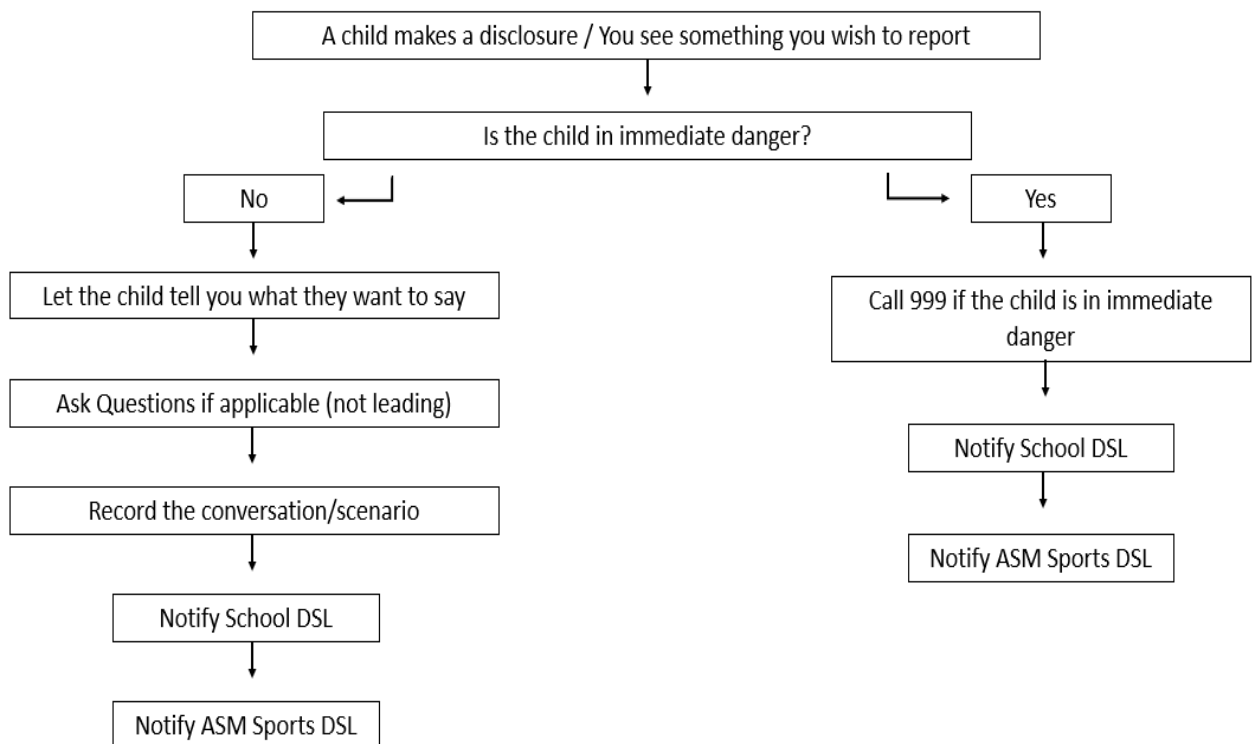 A child makes a disclosure / You see something you wish to report
Is the child in immediate danger?
No
Yes
Let the child tell you what they want to say
Call 999 if the child is in immediate
danger
Ask Questions if applicable (not leading)
Notify School DSL
Record the conversation/scenario
Notify ASM Sports DSL
Notify School DSL
Notify ASM Sports DSL